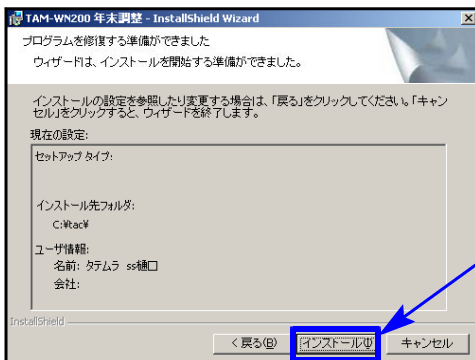 TAM-WN200 年末調整 - InstallShield Wizard
プログラムを修復する準備ができました
ウィザードは、インストールを開始する準備ができました。
インストールの設定を参照したり変更する場合は、「戻る」をクリックしてください。「キャン
セル」をクリックすると、ウィザードを終了します。
現在の設定:
セットアップ タイプ:
インストール先フォルダ:
C:¥tac¥
ユーザ情報:
名前: タテムラ ss樋口
会社:
InstallShield
< 戻る(B)
インストール(I)
キャンセル